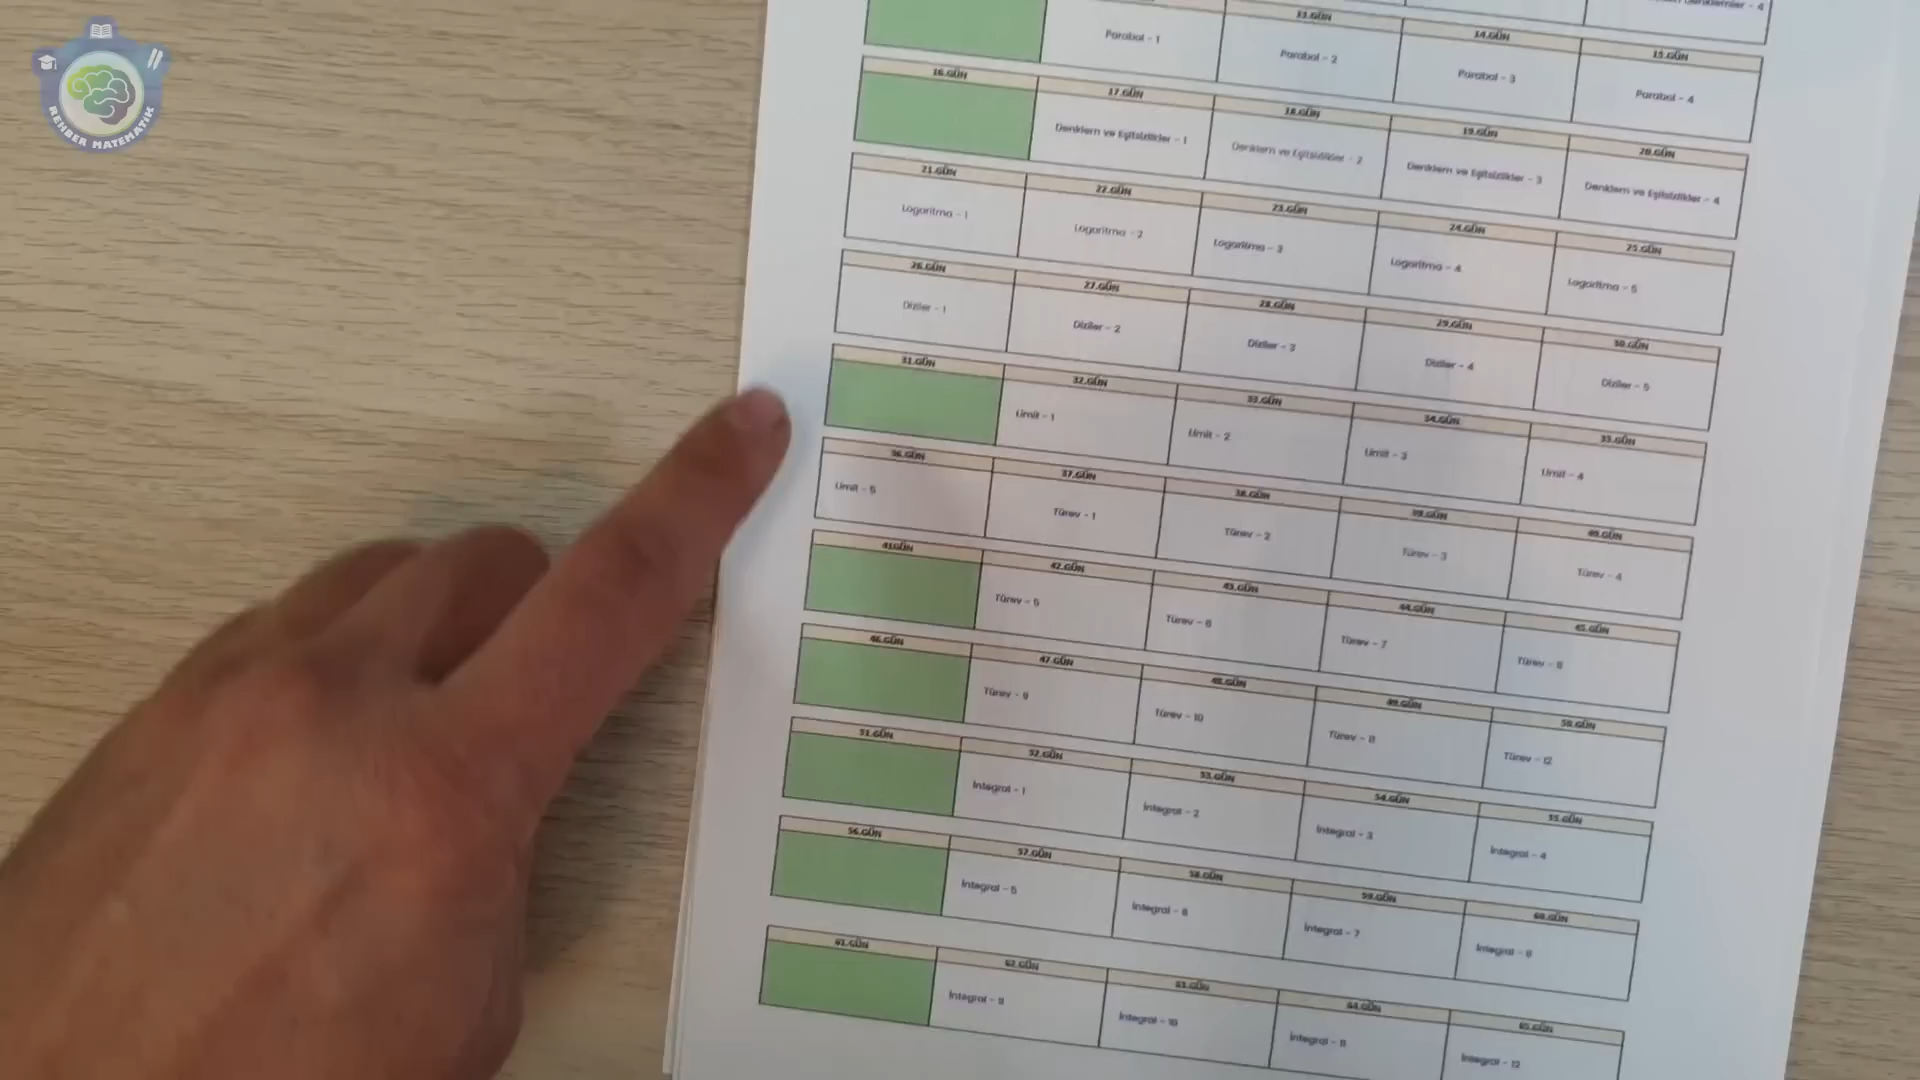 REHBER MATEMATİK
Denklemler - 4
13.GÜN 14.GÜN 15.GÜN
Parabol - 1 Parabol - 2 Parabol - 3 Parabol - 4
16.GÜN 17.GÜN 18.GÜN 19.GÜN 20.GÜN
Denklem ve Eşitsizlikler - 1 Denklem ve Eşitsizlikler - 2 Denklem ve Eşitsizlikler - 3 Denklem ve Eşitsizlikler - 4
21.GÜN 22.GÜN 23.GÜN 24.GÜN 25.GÜN
Logaritma - 1 Logaritma - 2 Logaritma - 3 Logaritma - 4 Logaritma - 5
26.GÜN 27.GÜN 28.GÜN 29.GÜN 30.GÜN
Diziler - 1 Diziler - 2 Diziler - 3 Diziler - 4 Diziler - 5
31.GÜN 32.GÜN 33.GÜN 34.GÜN 35.GÜN
Limit - 1 Limit - 2 Limit - 3 Limit - 4
36.GÜN 37.GÜN 38.GÜN 39.GÜN 40.GÜN
Limit - 5 Türev - 1 Türev - 2 Türev - 3 Türev - 4
41.GÜN 42.GÜN 43.GÜN 44.GÜN 45.GÜN
Türev - 5 Türev - 6 Türev - 7 Türev - 8
46.GÜN 47.GÜN 48.GÜN 49.GÜN 50.GÜN
Türev - 9 Türev - 10 Türev - 11 Türev - 12
51.GÜN 52.GÜN 53.GÜN 54.GÜN 55.GÜN
İntegral - 1 İntegral - 2 İntegral - 3 İntegral - 4
56.GÜN 57.GÜN 58.GÜN 59.GÜN 60.GÜN
İntegral - 5 İntegral - 6 İntegral - 7 İntegral - 8
61.GÜN 62.GÜN 63.GÜN 64.GÜN 65.GÜN
İntegral - 9 İntegral - 10 İntegral - 11 İntegral - 12